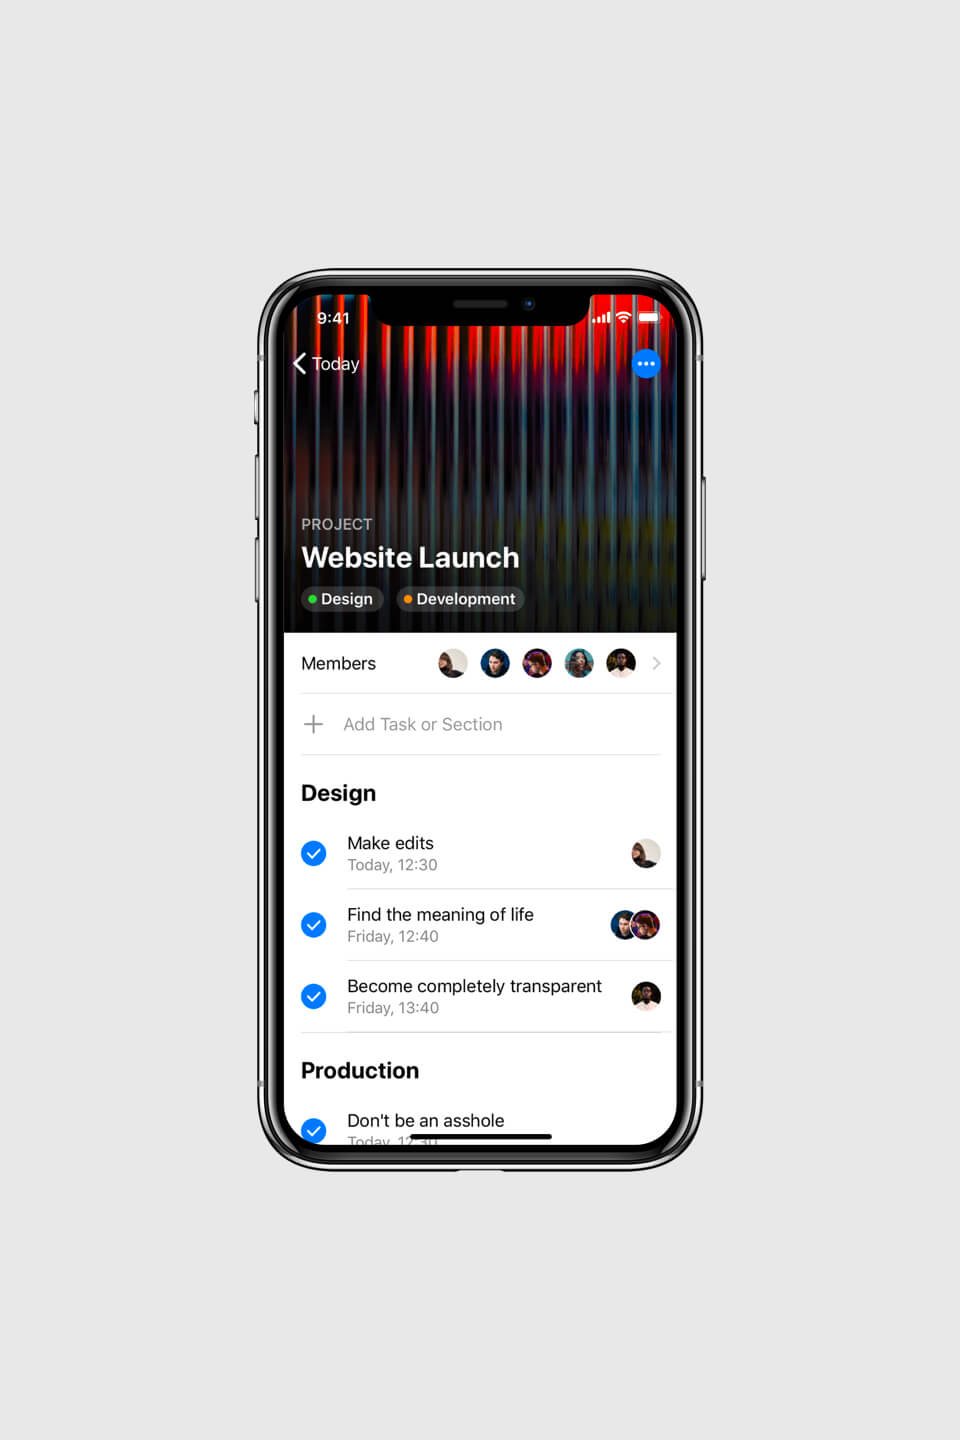 9:41
Today
PROJECT
Website Launch
Design Development
Members
Add Task or Section
Design
Make edits
Today, 12:30
Find the meaning of life
Friday, 12:40
Become completely transparent
Friday, 13:40
Production
Don't be an asshole
Today, 12:30